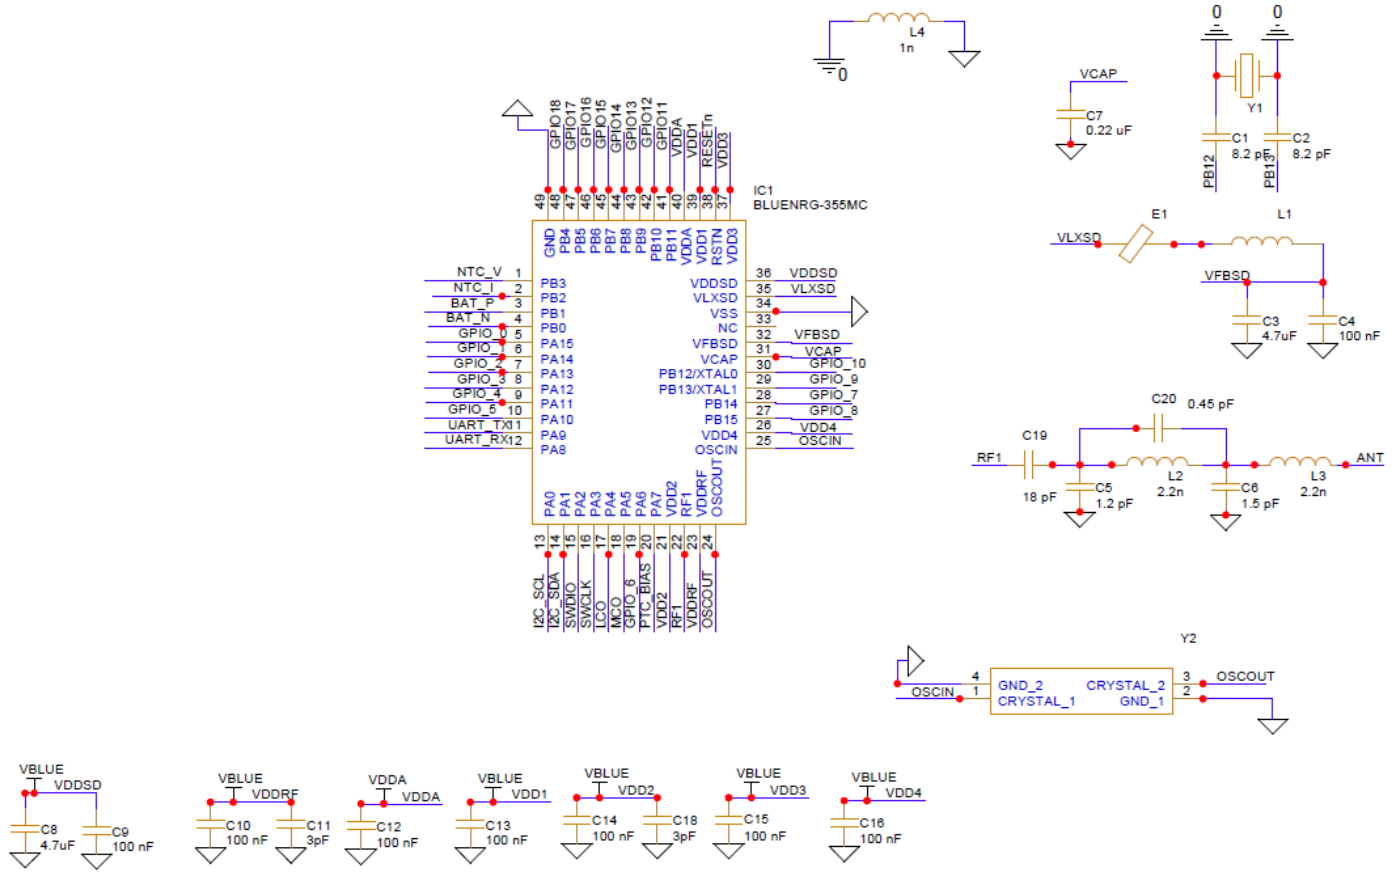 L4
1n
0
0
0
Y1
C1
8.2 pF
C2
8.2 pF
PB12
PB13
VCAP
C7
0.22 uF
GPIO18
GPIO17
GPIO16
GPIO15
GPIO14
GPIO13
GPIO12
GPIO11
VDDA
VDD1
RESETn
VDD3
49
48
47
46
45
44
43
42
41
40
39
38
37
IC1
BLUENRG-355MC
GND
PB4
PB5
PB6
PB7
PB8
PB9
PB10
PB11
VDDA
VDD1
RSTN
VDD3
NTC_V 1 PB3
NTC_I 2 PB2
BAT_P 3 PB1
BAT_N 4 PB0
GPIO_0 5 PA15
GPIO_1 6 PA14
GPIO_2 7 PA13
GPIO_3 8 PA12
GPIO_4 9 PA11
GPIO_5 10 PA10
UART_TX 11 PA9
UART_RX 12 PA8
VDDSD 36 VDDSD
VLXSD 35 VLXSD
VSS 34
NC 33
VFBSD 32 VFBSD
VCAP 31 VCAP
PB12/XTAL0 30 GPIO_10
PB13/XTAL1 29 GPIO_9
PB14 28 GPIO_7
PB15 27 GPIO_8
VDD4 26 VDD4
OSCIN 25 OSCIN
PA0
PA1
PA2
PA3
PA4
PA5
PA6
PA7
VDD2
RF1
VDDRF
OSCOUT
13
14
15
16
17
18
19
20
21
22
23
24
I2C_SCL
I2C_SDA
SWDIO
SWCLK
LCO
MCO
GPIO_6
PTC_BIAS
VDD2
RF1
VDDRF
OSCOUT
E1
L1
VLXSD
VFBSD
C3
4.7uF
C4
100 nF
C20
0.45 pF
C19
18 pF
RF1
ANT
C5
1.2 pF
L2
2.2n
C6
1.5 pF
L3
2.2n
Y2
4 GND_2
OSCIN 1 CRYSTAL_1
CRYSTAL_2 3 OSCOUT
GND_1 2
VBLUE
VDDSD
C8
4.7uF
C9
100 nF
VBLUE
VDDRF
C10
100 nF
C11
3pF
VDDA
VDDA
C12
100 nF
VBLUE
VDD1
C13
100 nF
VBLUE
VDD2
C14
100 nF
C18
3pF
VBLUE
VDD3
C15
100 nF
VBLUE
VDD4
C16
100 nF